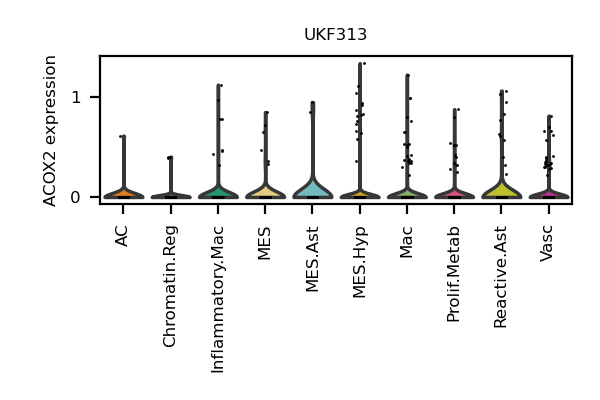 UKF313
ACOX2 expression
1
0
AC
Chromatin.Reg
Inflammatory.Mac
MES
MES.Ast
MES.Hyp
Mac
Prolif.Metab
Reactive.Ast
Vasc